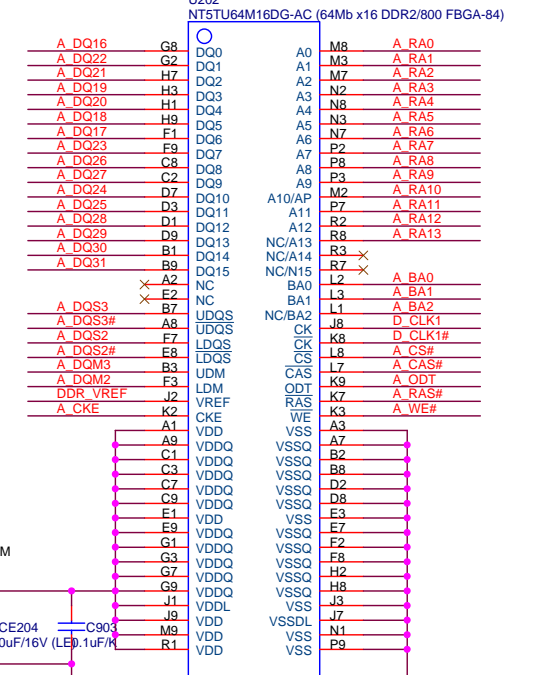 U202
NT5TU64M16DG-AC (64Mb x16 DDR2/800 FBGA-84)
A_DQ16 G8 DQ0 A0 M8 A_RA0
A_DQ22 G2 DQ1 A1 M3 A_RA1
A_DQ21 H7 DQ2 A2 M7 A_RA2
A_DQ19 H3 DQ3 A3 N2 A_RA3
A_DQ20 H1 DQ4 A4 N8 A_RA4
A_DQ18 H9 DQ5 A5 N3 A_RA5
A_DQ17 F1 DQ6 A6 N7 A_RA6
A_DQ23 F9 DQ7 A7 P2 A_RA7
A_DQ26 C8 DQ8 A8 P8 A_RA8
A_DQ27 C2 DQ9 A9 P3 A_RA9
A_DQ24 D7 DQ10 A10/AP M2 A_RA10
A_DQ25 D3 DQ11 A11 P7 A_RA11
A_DQ28 D1 DQ12 A12 R2 A_RA12
A_DQ29 D9 DQ13 NC/A13 R8 A_RA13
A_DQ30 B1 DQ14 NC/A14 R3
A_DQ31 B9 DQ15 NC/N15 R7
A2 NC BA0 L2 A_BA0
E2 NC BA1 L3 A_BA1
A_DQS3 B7 UDQS NC/BA2 L1 A_BA2
A_DQS3# A8 UDQS CK J8 D_CLK1
A_DQS2 F7 LDQS CK K8 D_CLK1#
A_DQS2# E8 LDQS CS L8 A_CS#
A_DQM3 B3 UDM CAS L7 A_CAS#
A_DQM2 F3 LDM ODT K9 A_ODT
DDR_VREF J2 VREF RAS K7 A_RAS#
A_CKE K2 CKE WE K3 A_WE#
A1 VDD VSS A3
A9 VDDQ VSSQ A7
C1 VDDQ VSSQ B2
C3 VDDQ VSSQ B8
C7 VDDQ VSSQ D2
C9 VDDQ VSSQ D8
E1 VDD VSS E3
E9 VDDQ VSSQ E7
G1 VDDQ VSSQ F2
M G3 VDDQ VSSQ F8
G7 VDDQ VSSQ H2
G9 VDDQ VSSQ H8
J1 VDDL VSS J3
J9 VDD VSSDL J7
CE204 C903 M9 VDD VSS N1
0uF/16V (LE 0.1uF/K R1 VDD VSS P9